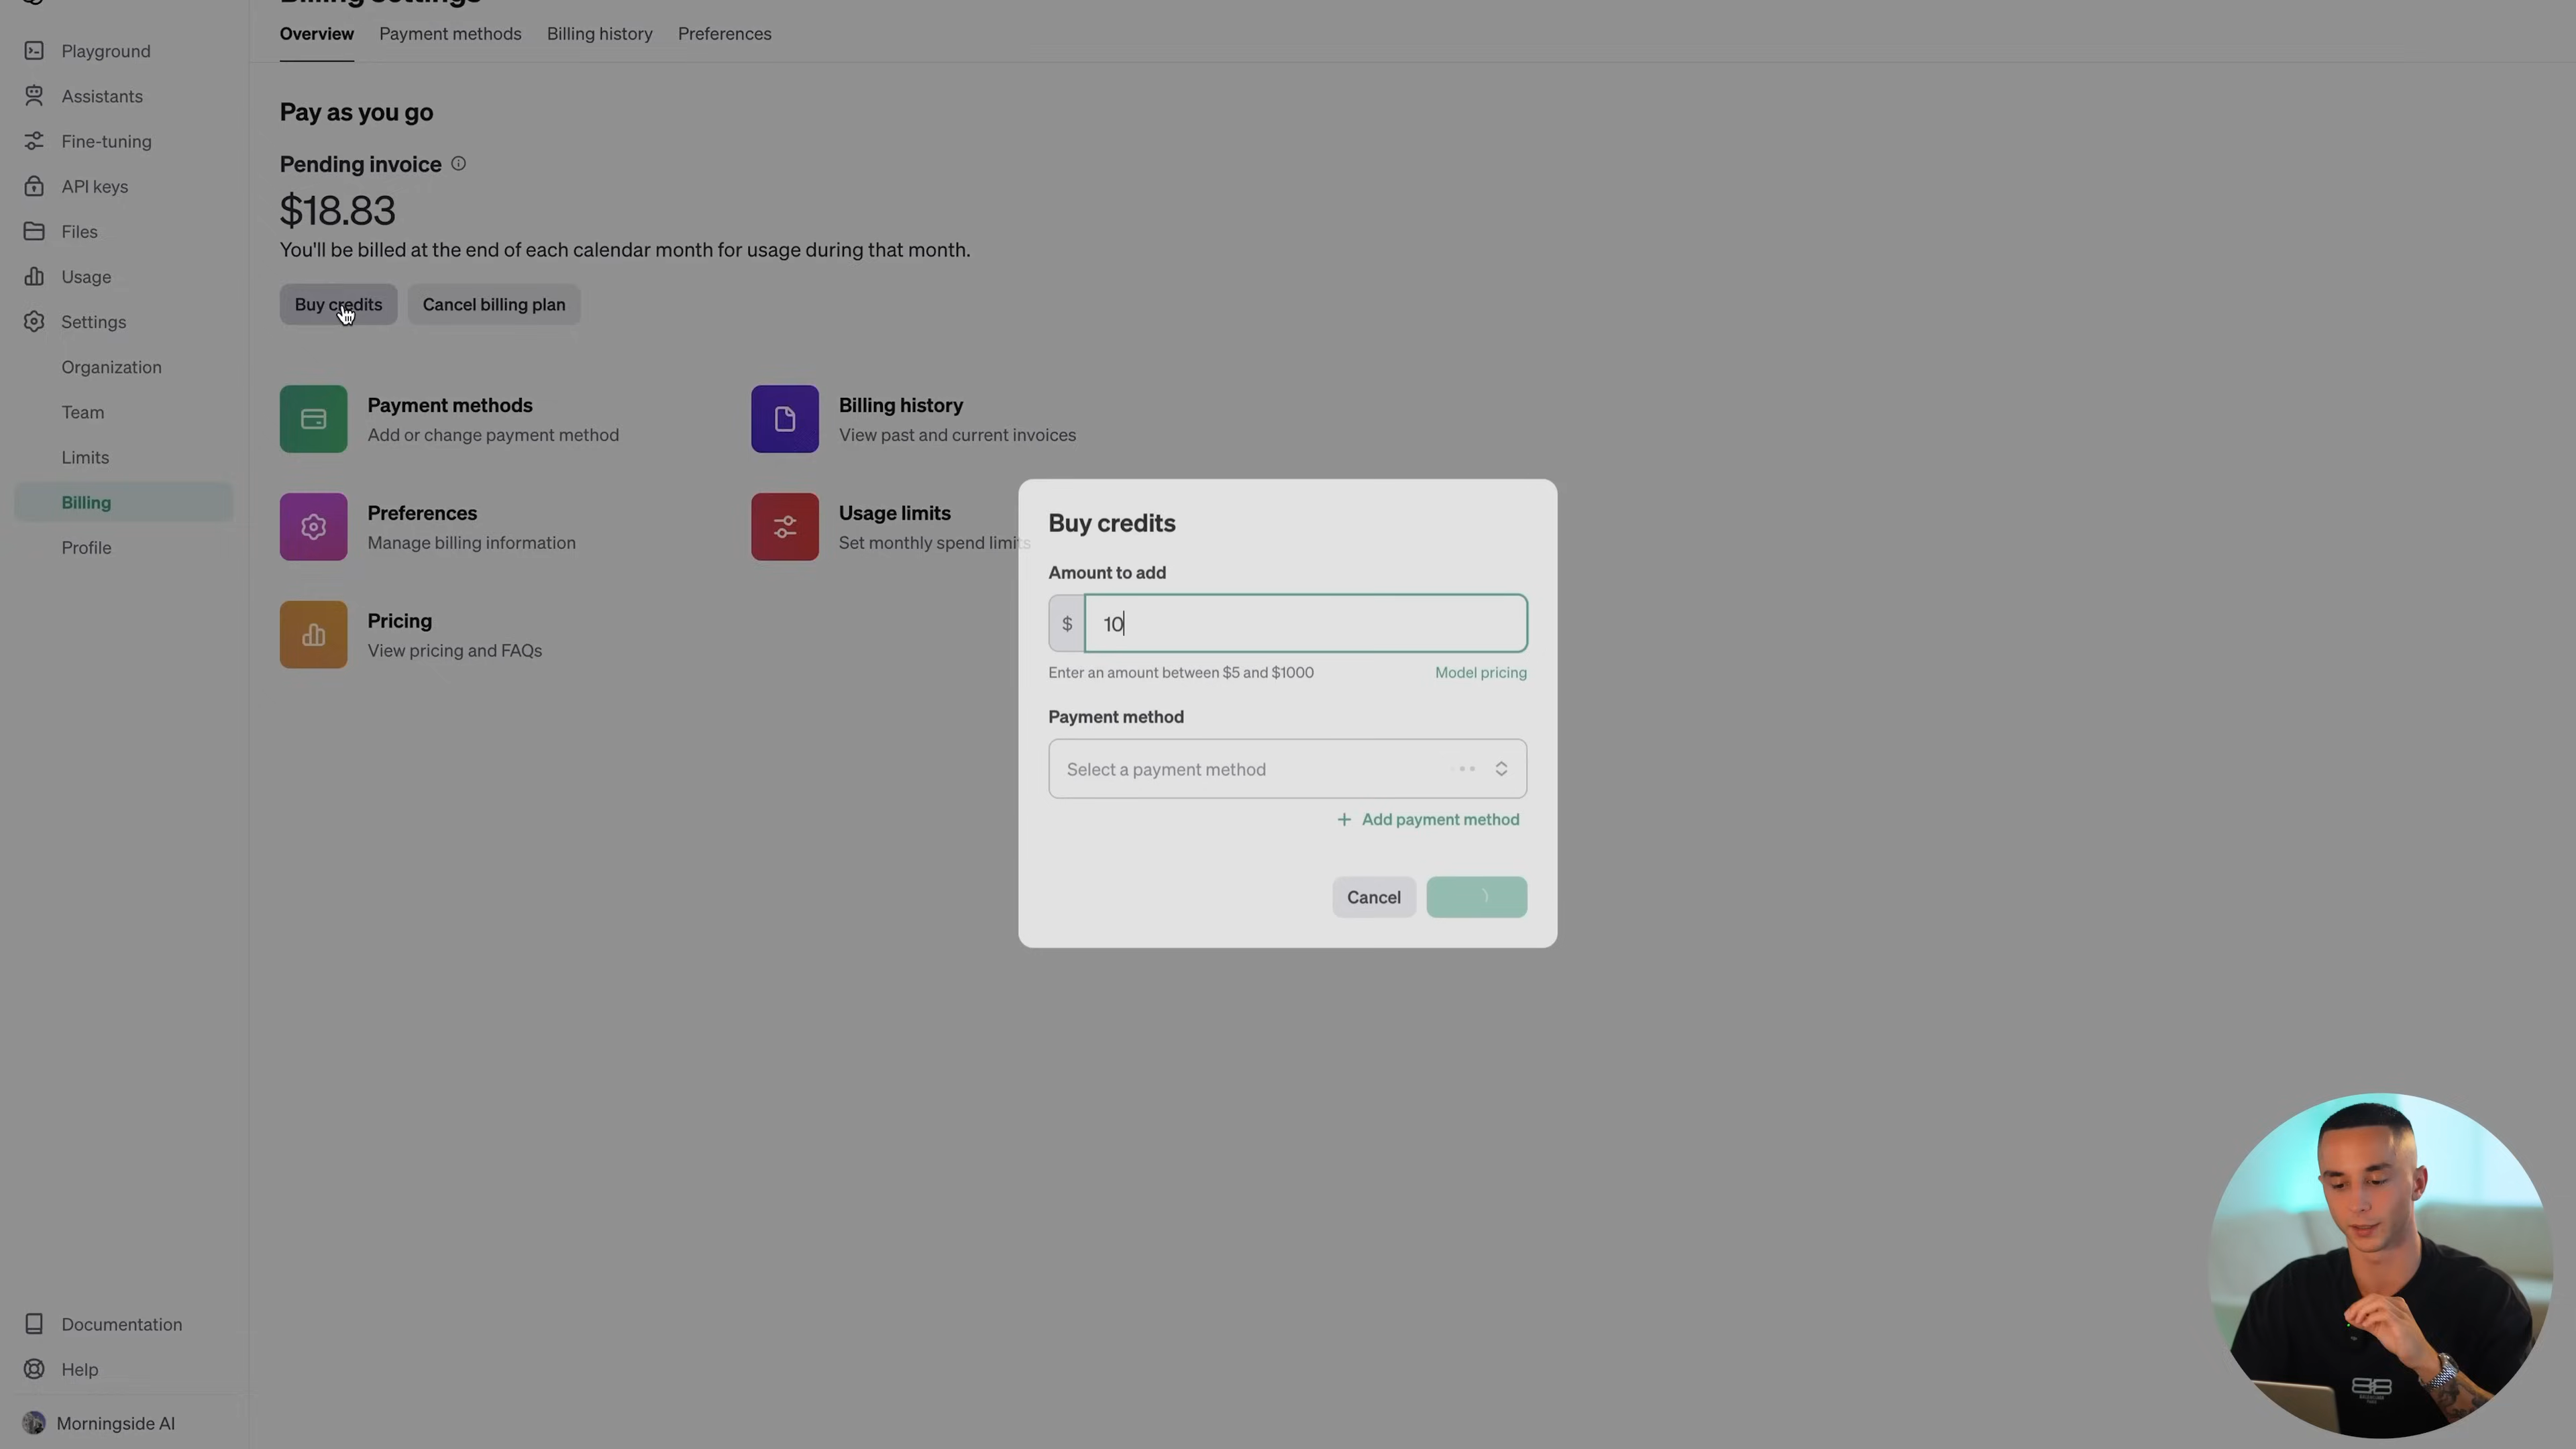 Billing settings
Overview
Payment methods
Billing history
Preferences
Playground
Assistants
Fine-tuning
API keys
Files
Usage
Settings
Organization
Team
Limits
Billing
Profile
Documentation
Help
Morningside AI
Pay as you go
Pending invoice
$18.83
You'll be billed at the end of each calendar month for usage during that month.
Buy credits
Cancel billing plan
Payment methods
Add or change payment method
Billing history
View past and current invoices
Preferences
Manage billing information
Usage limits
Set monthly spend limits
Pricing
View pricing and FAQs
Buy credits
Amount to add
$ 10
Enter an amount between $5 and $1000
Model pricing
Payment method
Select a payment method
+ Add payment method
Cancel